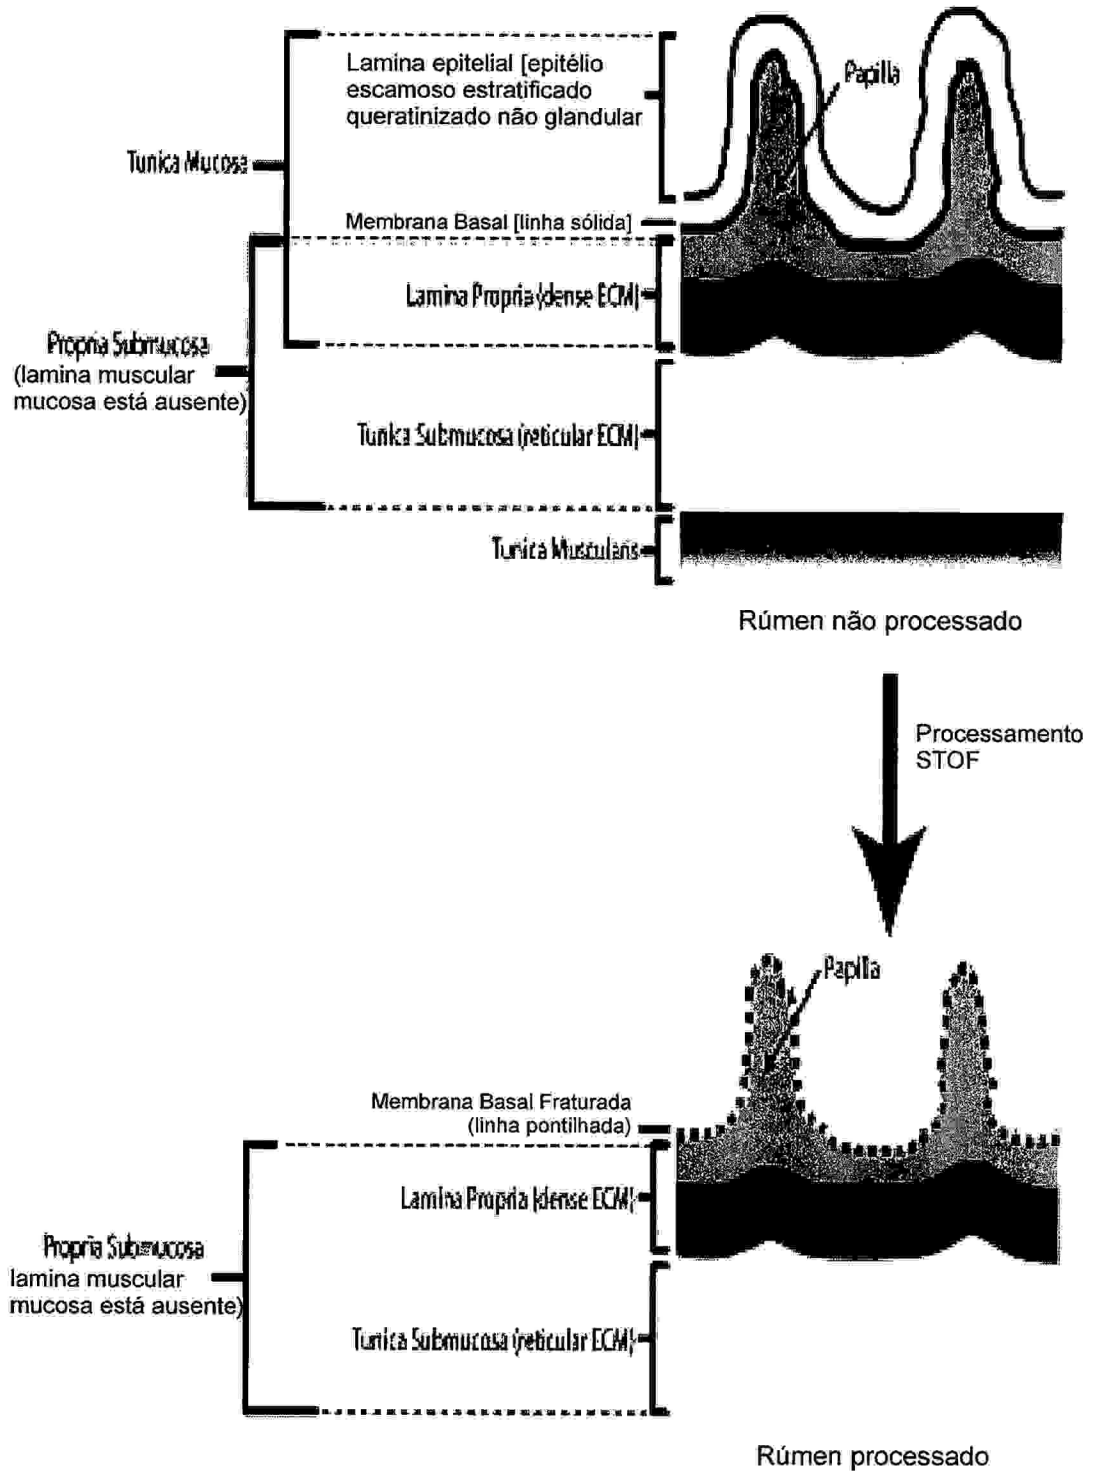 Lamina epitelial [epitélio
escamoso estratificado
queratinizado não glandular
Papilla
Tunica Mucosa
Membrana Basal [linha sólida]
Lamina Propria (dense ECM)
Propria Submucosa
(lamina muscular
mucosa está ausente)
Tunica Submucosa (reticular ECM)
Tunica Muscularis
Rúmen não processado
Processamento
STOF
Papilla
Membrana Basal Fraturada
(linha pontilhada)
Lamina Propria (dense ECM)
Propria Submucosa
lamina muscular
mucosa está ausente)
Tunica Submucosa (reticular ECM)
Rúmen processado